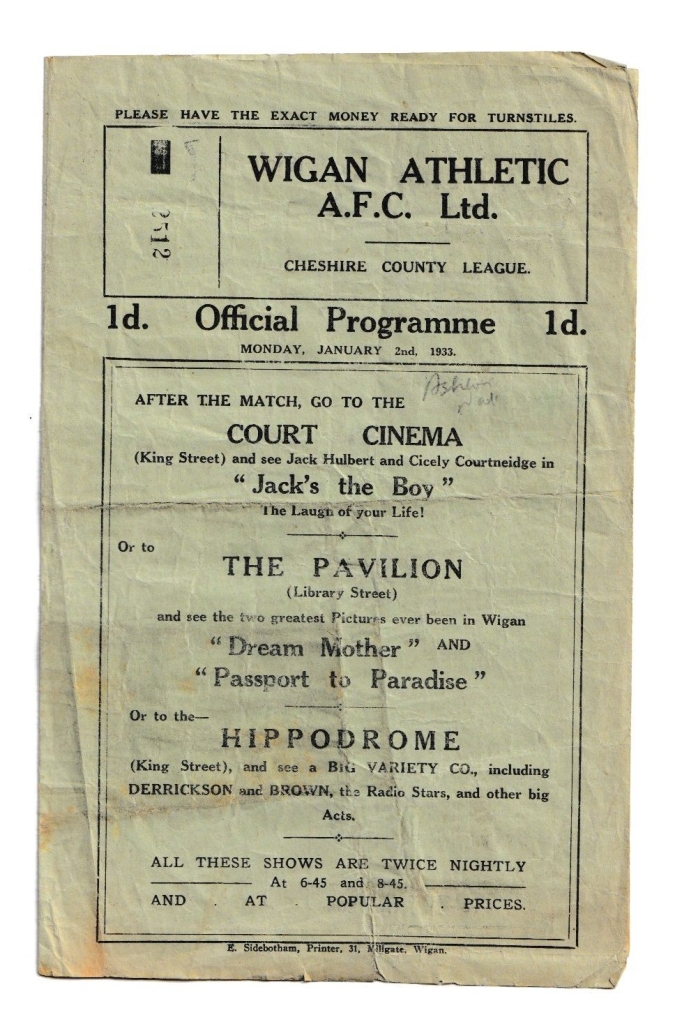 PLEASE HAVE THE EXACT MONEY READY FOR TURNSTILES.
WIGAN ATHLETIC
A.F.C. Ltd.
CHESHIRE COUNTY LEAGUE.
1d. Official Programme 1d.
MONDAY, JANUARY 2nd, 1933.
AFTER THE MATCH, GO TO THE
COURT CINEMA
(King Street) and see Jack Hulbert and Cicely Courtneidge in
“Jack's the Boy”
The Laugh of your Life!
Or to
THE PAVILION
(Library Street)
and see the two greatest Pictures ever been in Wigan
“Dream Mother” AND
“Passport to Paradise”
Or to the—
HIPPODROME
(King Street), and see a BIG VARIETY CO., including
DERRICKSON and BROWN, the Radio Stars, and other big
Acts.
ALL THESE SHOWS ARE TWICE NIGHTLY
At 6-45 and 8-45.
AND . AT . POPULAR . PRICES.
E. Sidebotham, Printer, 31, Millgate, Wigan.